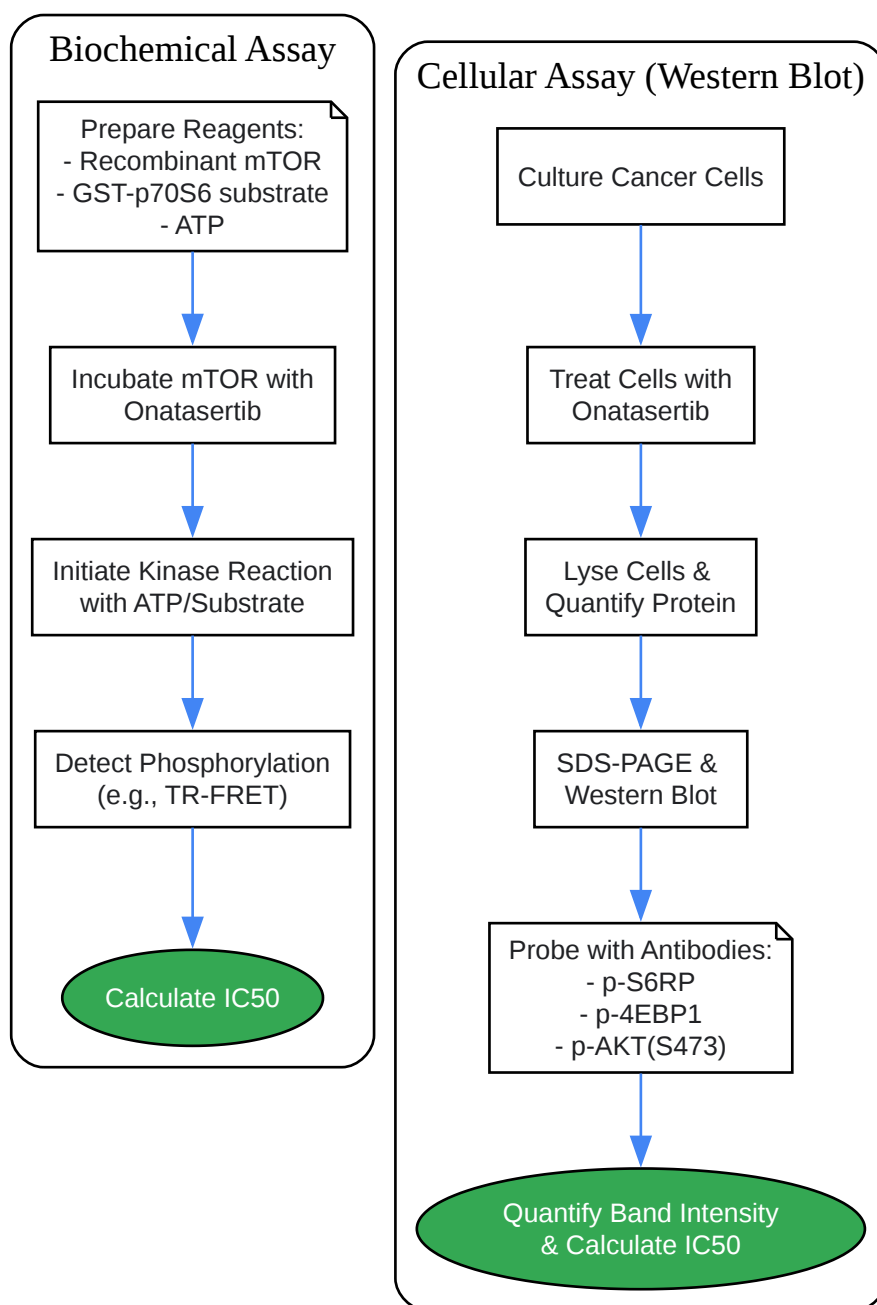 Biochemical Assay
Prepare Reagents:
- Recombinant mTOR
- GST-p70S6 substrate
- ATP
Incubate mTOR with
Onatasertib
Initiate Kinase Reaction
with ATP/Substrate
Detect Phosphorylation
(e.g., TR-FRET)
Calculate IC50
Cellular Assay (Western Blot)
Culture Cancer Cells
Treat Cells with
Onatasertib
Lyse Cells &
Quantify Protein
SDS-PAGE &
Western Blot
Probe with Antibodies:
- p-S6RP
- p-4EBP1
- p-AKT(S473)
Quantify Band Intensity
& Calculate IC50